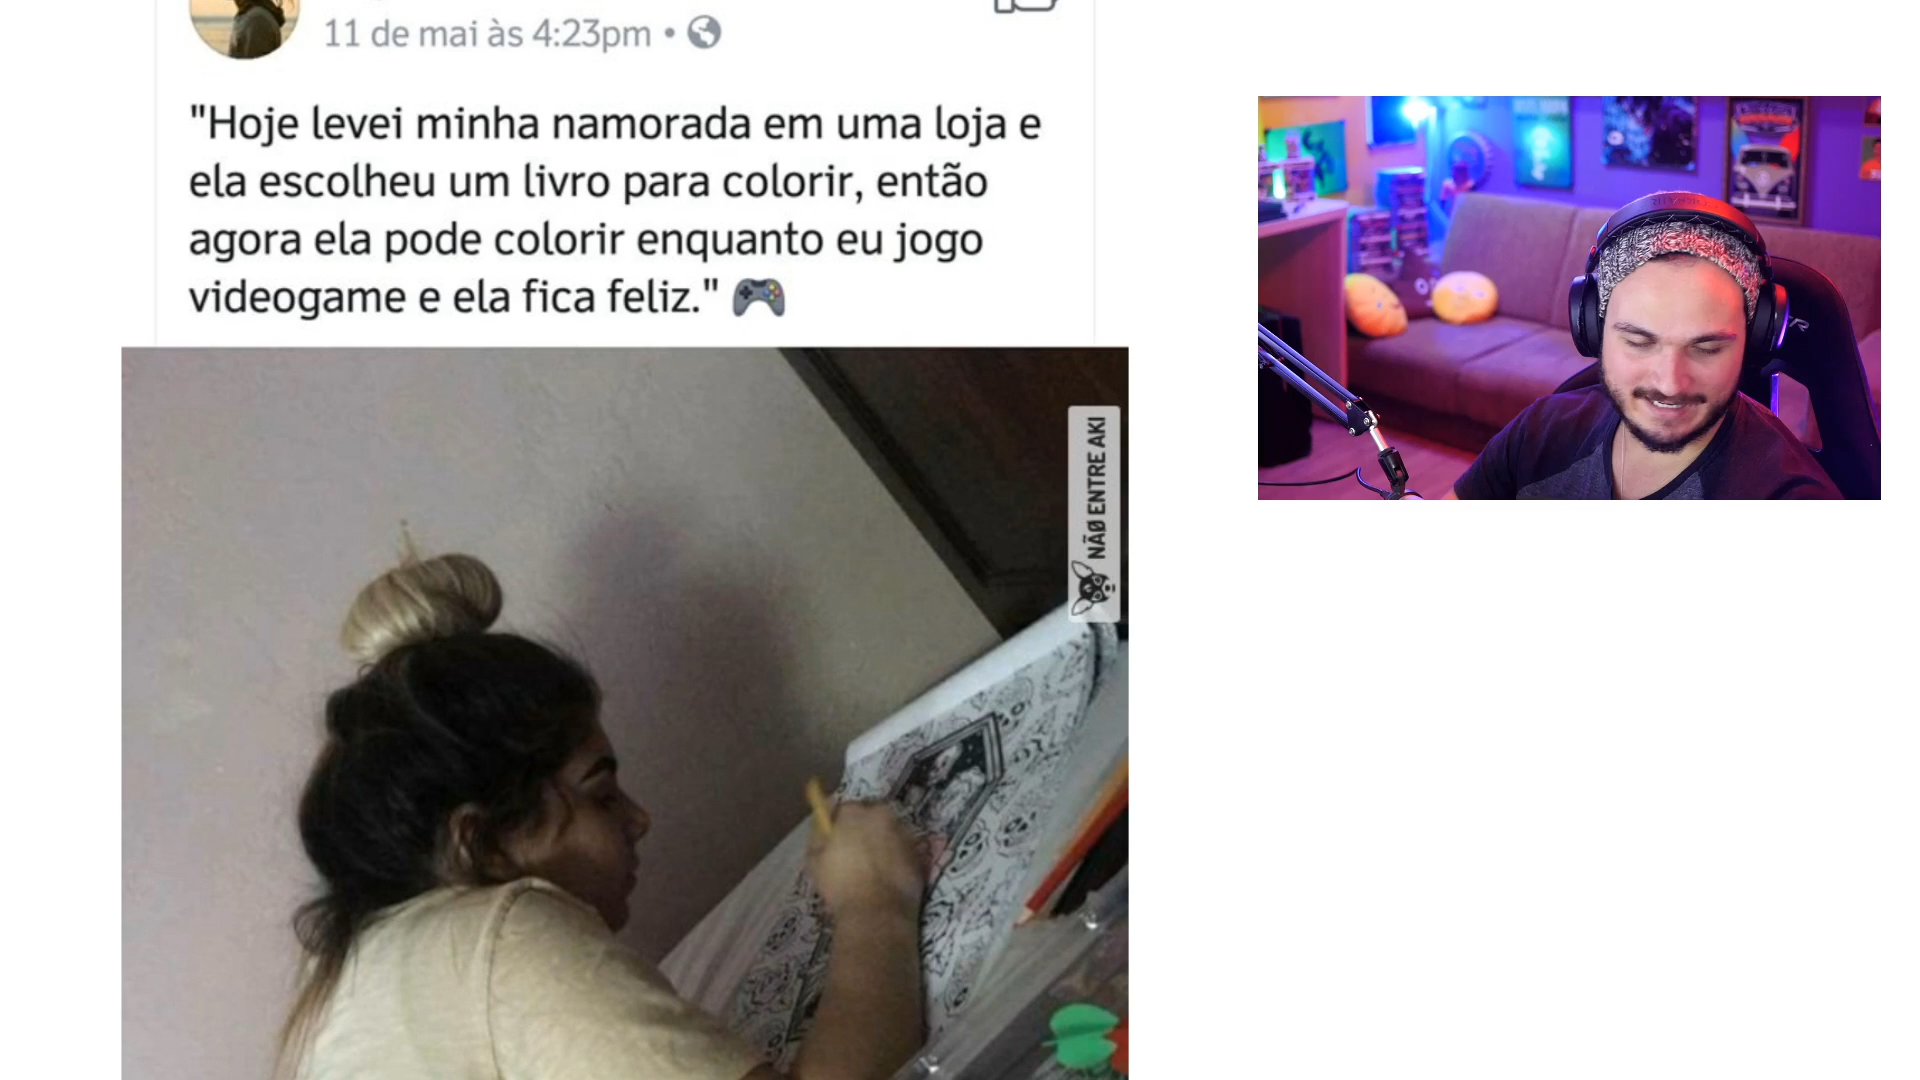 11 de mai às 4:23pm •
"Hoje levei minha namorada em uma loja e
ela escolheu um livro para colorir, então
agora ela pode colorir enquanto eu jogo
videogame e ela fica feliz." 🎮
NÃØ ENTRE AKI